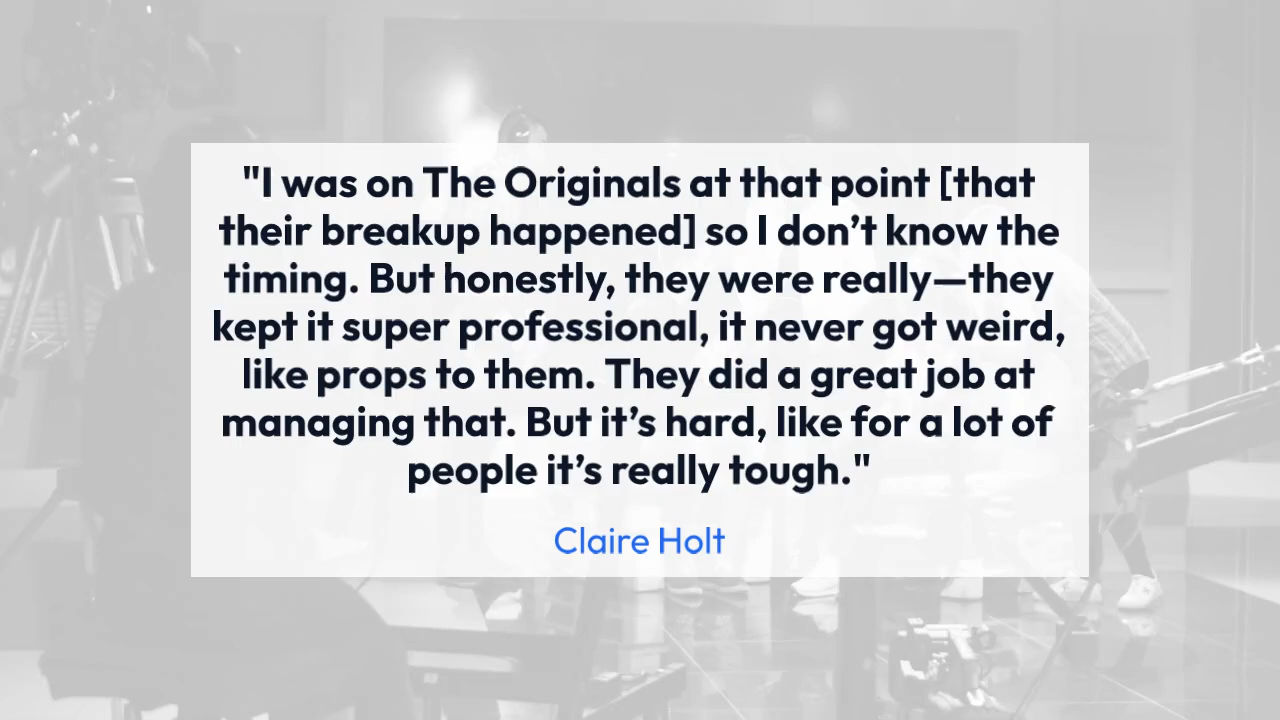 "I was on The Originals at that point [that
their breakup happened] so I don’t know the
timing. But honestly, they were really—they
kept it super professional, it never got weird,
like props to them. They did a great job at
managing that. But it’s hard, like for a lot of
people it’s really tough."
Claire Holt